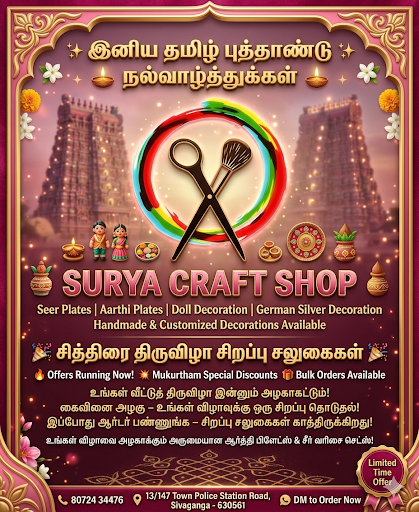 இனிய தமிழ் புத்தாண்டு
நல்வாழ்த்துக்கள்
SURYA CRAFT SHOP
Seer Plates | Aarthi Plates | Doll Decoration | German Silver Decoration
Handmade & Customized Decorations Available
🎉 சித்திரை திருவிழா சிறப்பு சலுகைகள் 🎉
🔥 Offers Running Now! 💥 Mukurtham Special Discounts 🎁 Bulk Orders Available
உங்கள் வீட்டுத் திருவிழா இன்னும் அழகாகட்டும்!
கைவினை அழகு – உங்கள் விழாவுக்கு ஒரு சிறப்பு தொடுதல்!
இப்போது ஆர்டர் பண்ணுங்க – சிறப்பு சலுகைகள் காத்திருக்கிறது!
உங்கள் விழாவை அழகாக்கும் அருமையான ஆர்த்தி பிளேட்ஸ் & சீர் வரிசை செட்ஸ்!
Limited
Time
Offer
📞 80724 34476
📍 13/147 Town Police Station Road,
Sivaganga - 630561
DM to Order Now